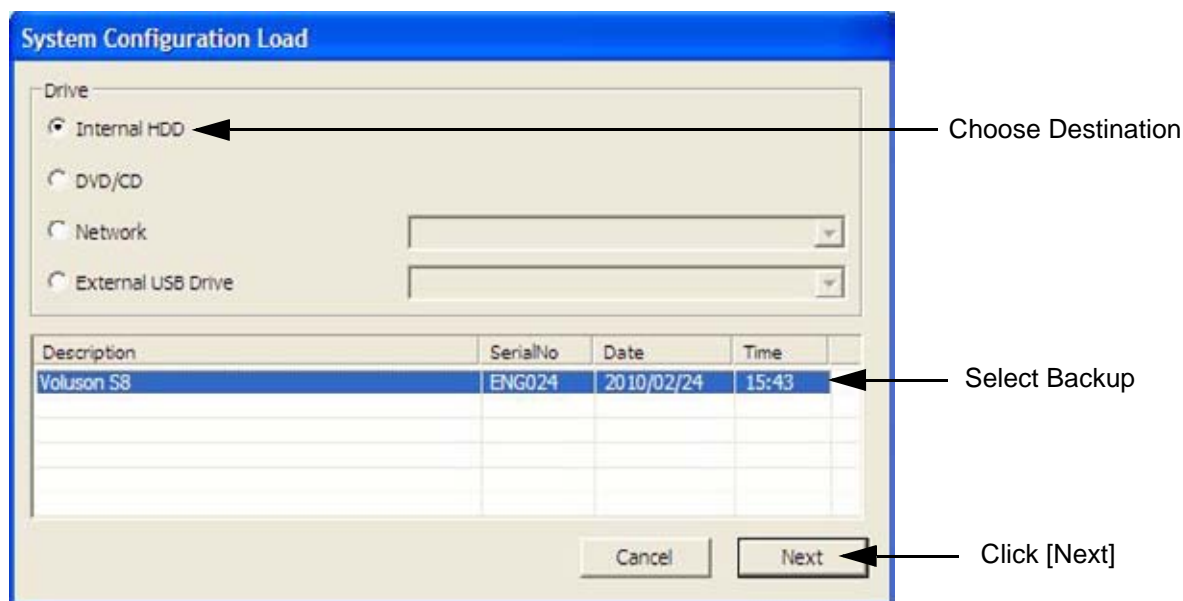 System Configuration Load
Drive
Internal HDD
Choose Destination
DVD/CD
Network
External USB Drive
Description SerialNo Date Time
Voluson S8 ENG024 2010/02/24 15:43
Select Backup
Cancel Next
Click [Next]